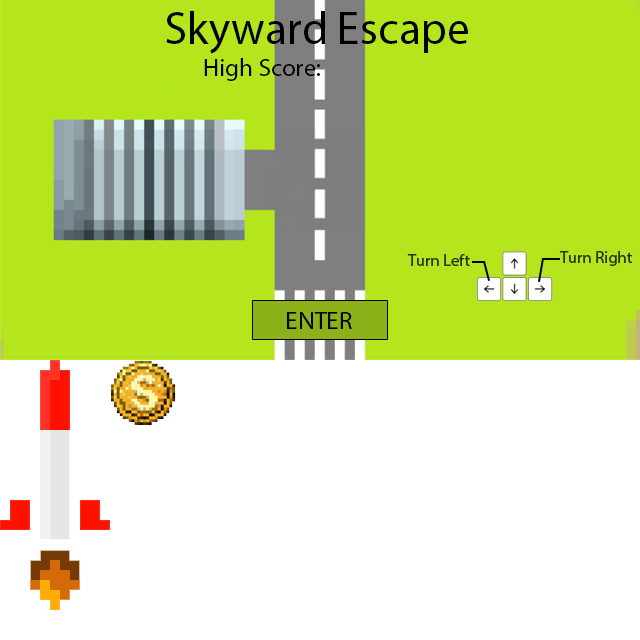 Skyward Escape
High Score:
Turn Left
Turn Right
↑
← ↓ →
ENTER
$